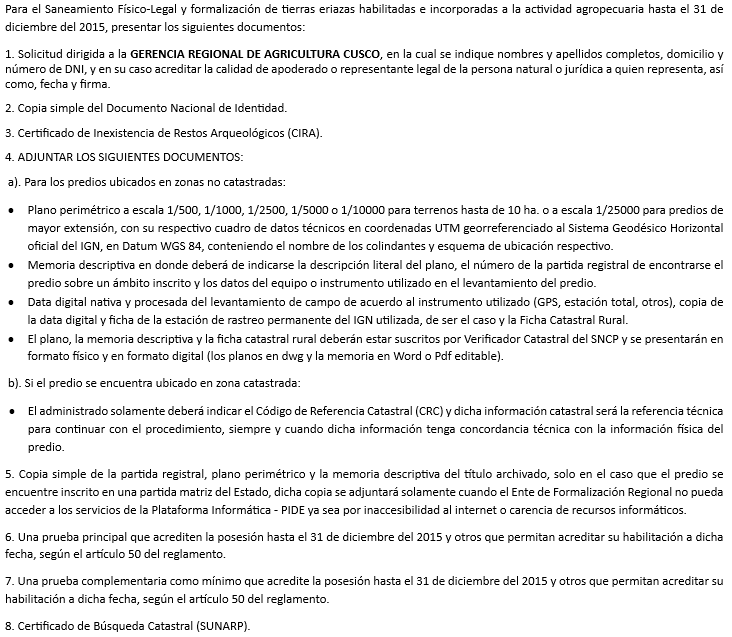 Para el Saneamiento Físico-Legal y formalización de tierras eriazas habilitadas e incorporadas a la actividad agropecuaria hasta el 31 de
diciembre del 2015, presentar los siguientes documentos:
1. Solicitud dirigida a la GERENCIA REGIONAL DE AGRICULTURA CUSCO, en la cual se indique nombres y apellidos completos, domicilio y
número de DNI, y en su caso acreditar la calidad de apoderado o representante legal de la persona natural o jurídica a quien representa, así
como, fecha y firma.
2. Copia simple del Documento Nacional de Identidad.
3. Certificado de Inexistencia de Restos Arqueológicos (CIRA).
4. ADJUNTAR LOS SIGUIENTES DOCUMENTOS:
a). Para los predios ubicados en zonas no catastradas:
• Plano perimétrico a escala 1/500, 1/1000, 1/2500, 1/5000 o 1/10000 para terrenos hasta de 10 ha. o a escala 1/25000 para predios de
mayor extensión, con su respectivo cuadro de datos técnicos en coordenadas UTM georreferenciado al Sistema Geodésico Horizontal
oficial del IGN, en Datum WGS 84, conteniendo el nombre de los colindantes y esquema de ubicación respectivo.
• Memoria descriptiva en donde deberá de indicarse la descripción literal del plano, el número de la partida registral de encontrarse el
predio sobre un ámbito inscrito y los datos del equipo o instrumento utilizado en el levantamiento del predio.
• Data digital nativa y procesada del levantamiento de campo de acuerdo al instrumento utilizado (GPS, estación total, otros), copia de
la data digital y ficha de la estación de rastreo permanente del IGN utilizada, de ser el caso y la Ficha Catastral Rural.
• El plano, la memoria descriptiva y la ficha catastral rural deberán estar suscritos por Verificador Catastral del SNCP y se presentarán en
formato físico y en formato digital (los planos en dwg y la memoria en Word o Pdf editable).
b). Si el predio se encuentra ubicado en zona catastrada:
• El administrado solamente deberá indicar el Código de Referencia Catastral (CRC) y dicha información catastral será la referencia técnica
para continuar con el procedimiento, siempre y cuando dicha información tenga concordancia técnica con la información física del
predio.
5. Copia simple de la partida registral, plano perimétrico y la memoria descriptiva del título archivado, solo en el caso que el predio se
encuentre inscrito en una partida matriz del Estado, dicha copia se adjuntará solamente cuando el Ente de Formalización Regional no pueda
acceder a los servicios de la Plataforma Informática - PIDE ya sea por inaccesibilidad al internet o carencia de recursos informáticos.
6. Una prueba principal que acrediten la posesión hasta el 31 de diciembre del 2015 y otros que permitan acreditar su habilitación a dicha
fecha, según el artículo 50 del reglamento.
7. Una prueba complementaria como mínimo que acredite la posesión hasta el 31 de diciembre del 2015 y otros que permitan acreditar su
habilitación a dicha fecha, según el artículo 50 del reglamento.
8. Certificado de Búsqueda Catastral (SUNARP).